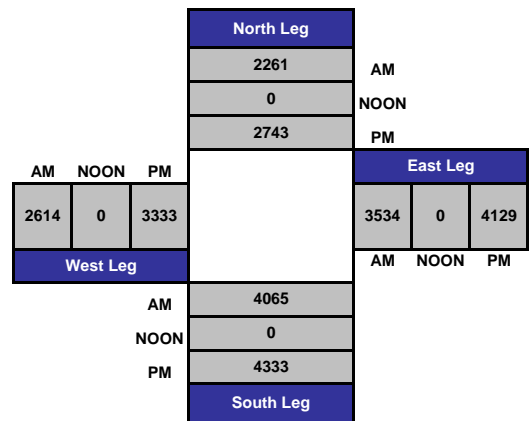 North Leg
2261 AM
0 NOON
2743 PM
AM NOON PM East Leg
2614 0 3333 3534 0 4129
West Leg AM NOON PM
AM 4065
NOON 0
PM 4333
South Leg